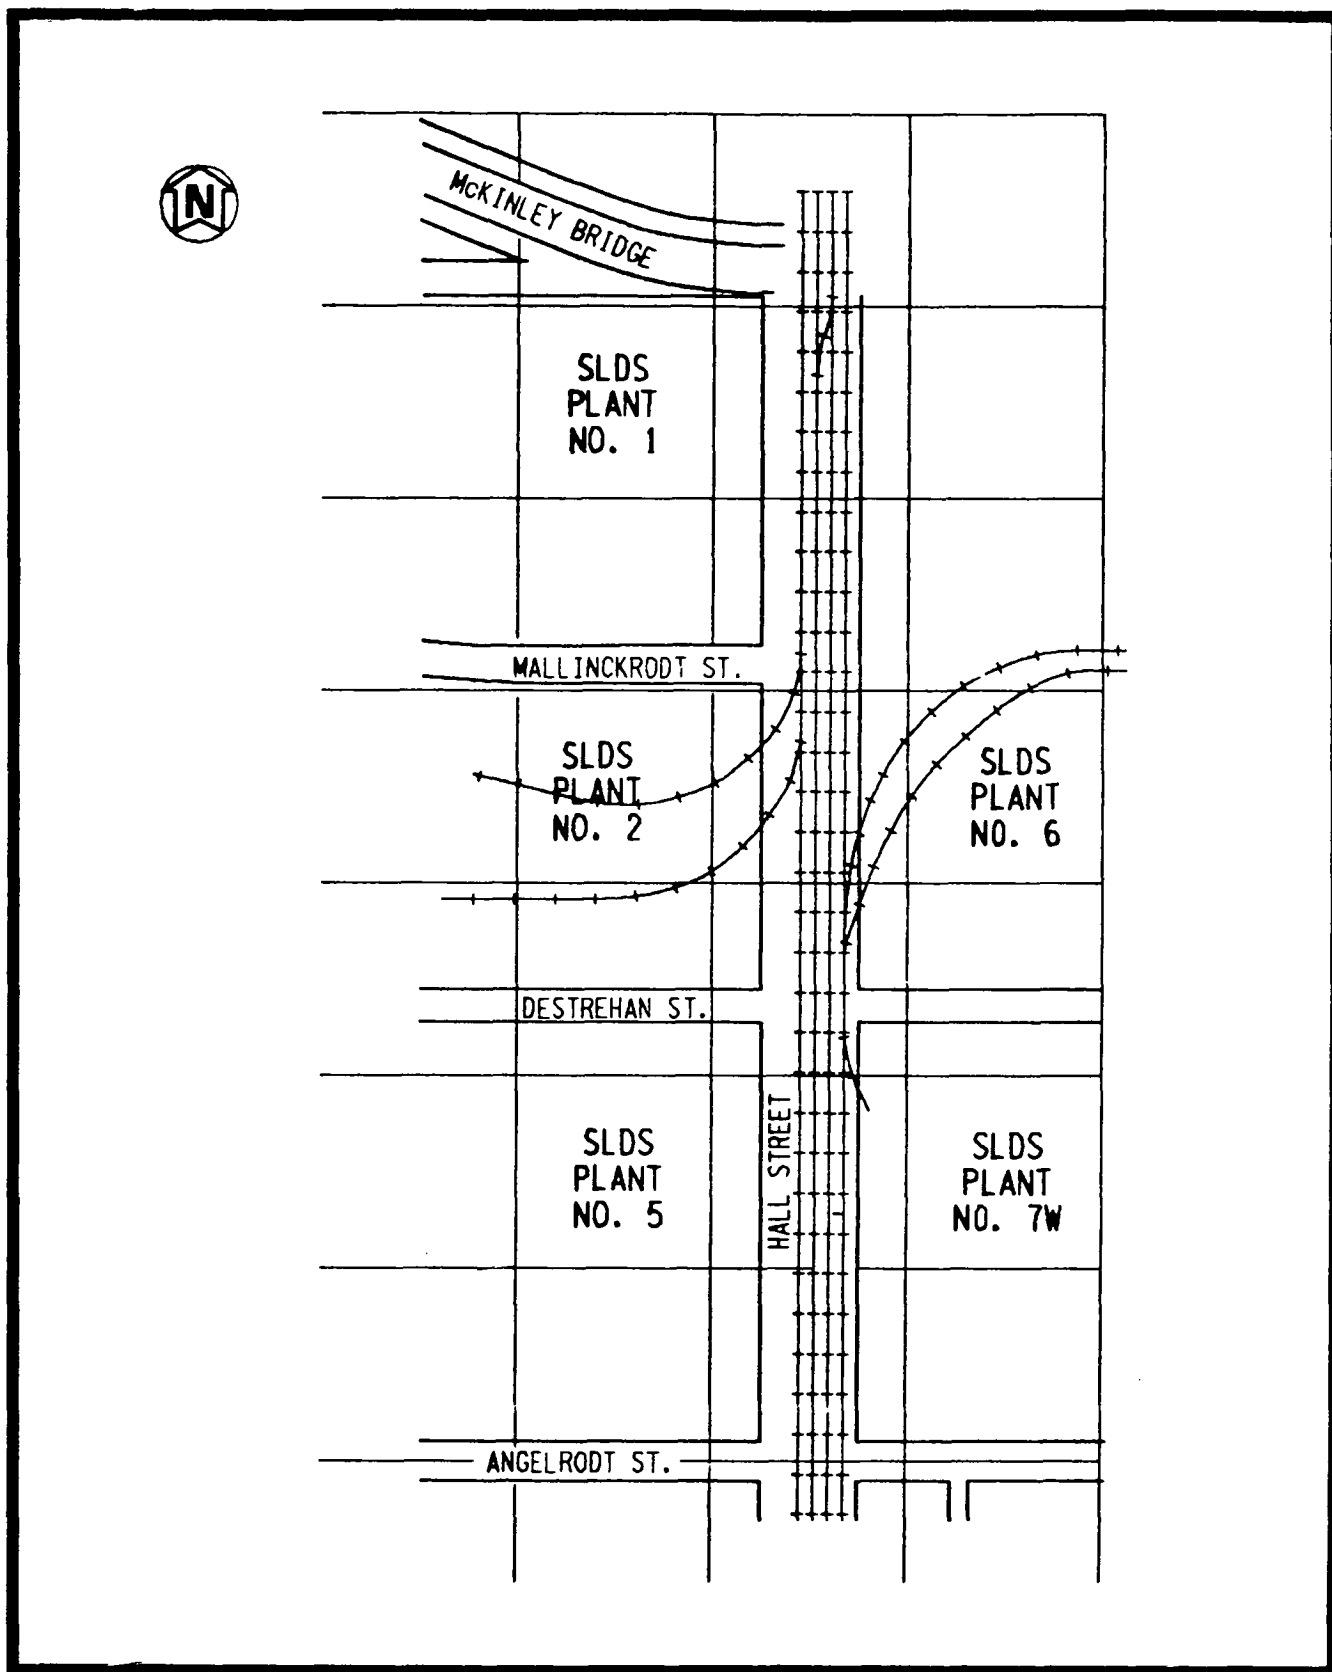 N
McKINLEY BRIDGE
SLDS
PLANT
NO. 1
MALLINCKRODT ST.
SLDS
PLANT
NO. 2
SLDS
PLANT
NO. 6
DESTREHAN ST.
HALL STREET
SLDS
PLANT
NO. 5
SLDS
PLANT
NO. 7W
ANGELRODT ST.